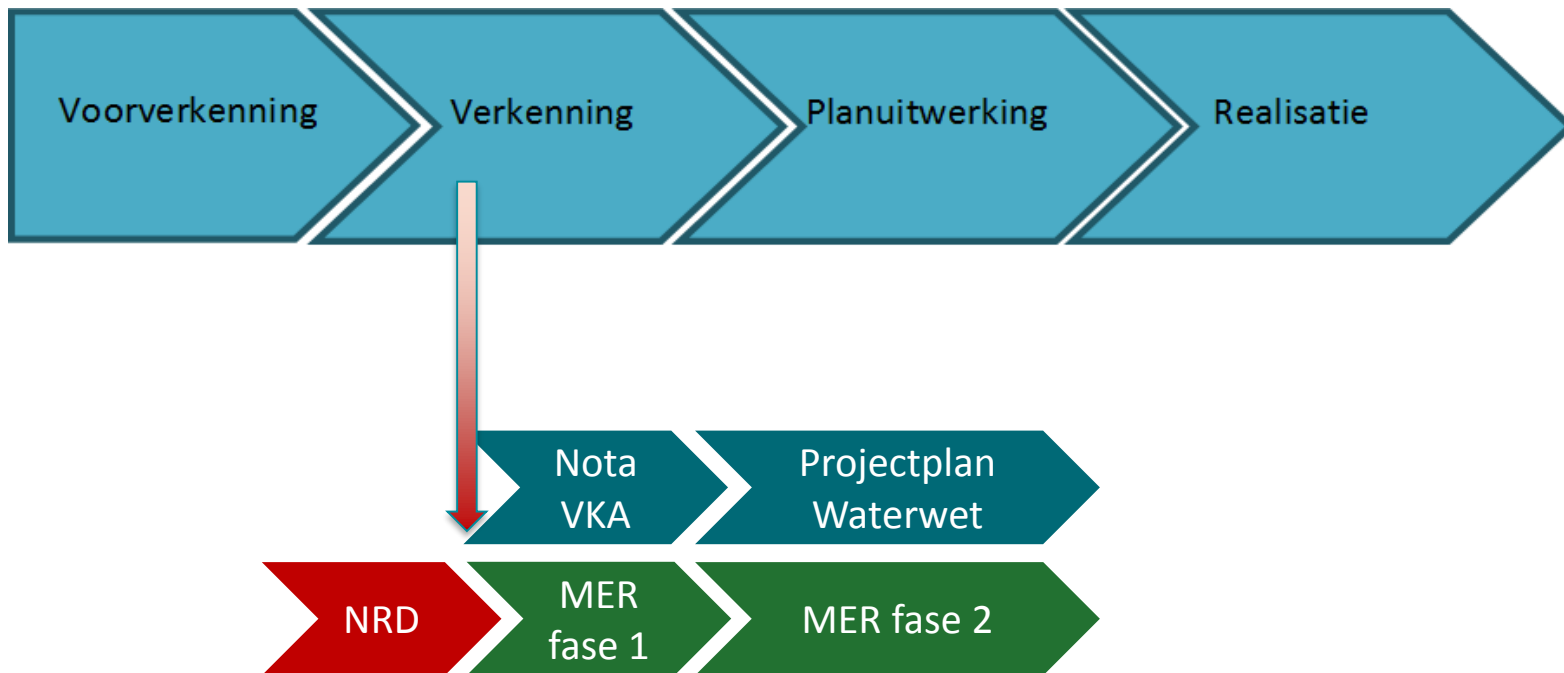 Voorverkenning
Verkenning
Planuitwerking
Realisatie
Nota
VKA
Projectplan
Waterwet
NRD
MER
fase 1
MER fase 2